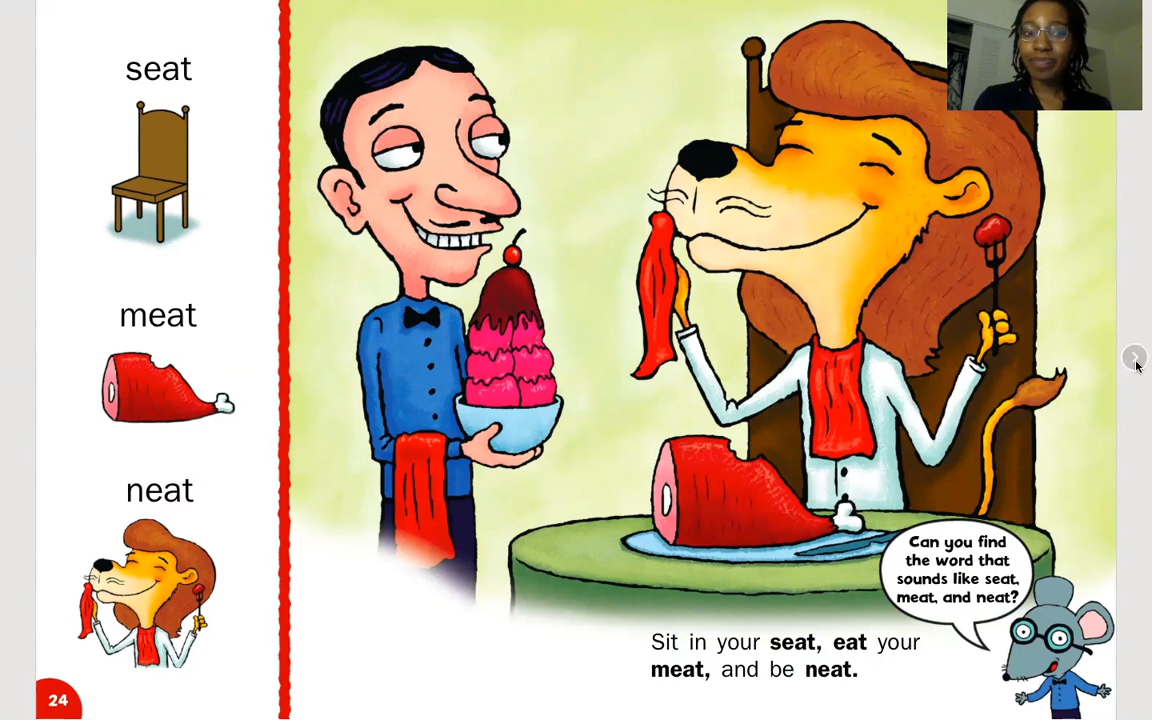 seat
meat
neat
Can you find
the word that
sounds like seat,
meat, and neat?
Sit in your seat, eat your
meat, and be neat.
24